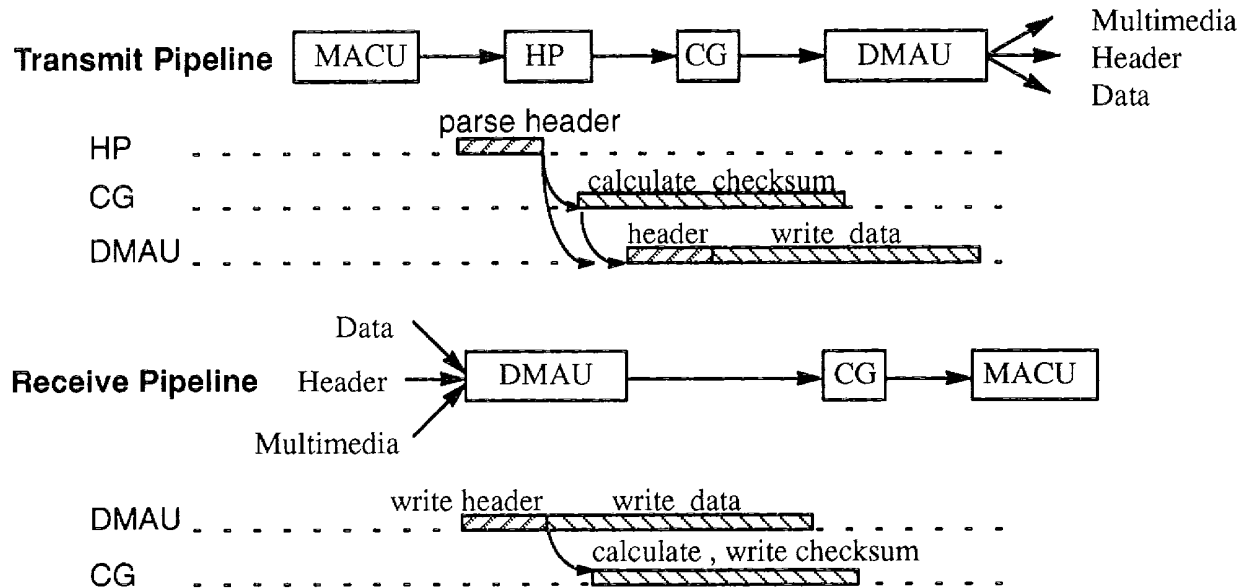 Multimedia
Transmit Pipeline MACU HP CG DMAU Header
Data
parse header
HP
calculate checksum
CG
header write data
DMAU
Data
Receive Pipeline Header DMAU CG MACU
Multimedia
write header write data
DMAU
calculate , write checksum
CG